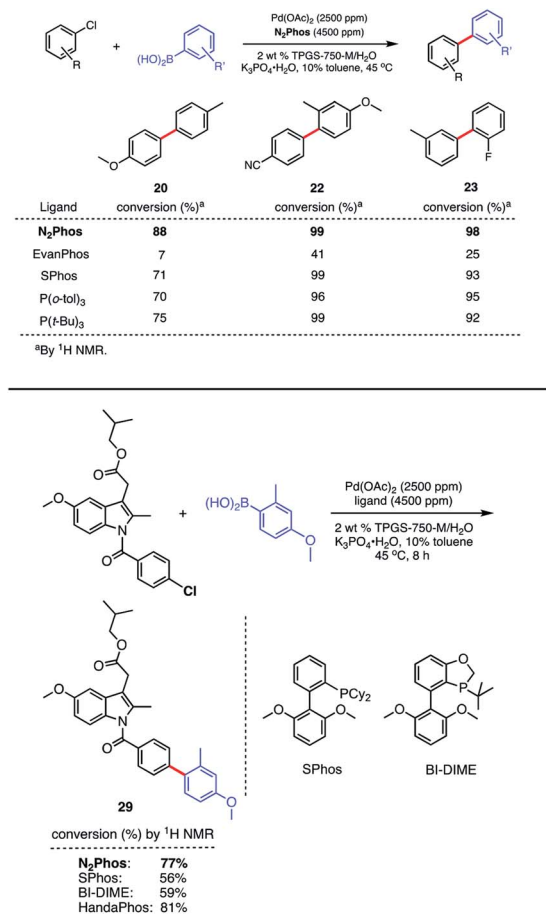 Cl
R
+
(HO)2B
R'
Pd(OAc)2 (2500 ppm)
N2Phos (4500 ppm)
2 wt % TPGS-750-M/H2O
K3PO4•H2O, 10% toluene, 45 ºC
R
R'
O
NC
O
F
20 22 23
Ligand conversion (%)a conversion (%)a conversion (%)a
N2Phos 88 99 98
EvanPhos 7 41 25
SPhos 71 99 93
P(o-tol)3 70 96 95
P(t-Bu)3 75 99 92
aBy 1H NMR.
O
O
O
N
O
Cl
+
(HO)2B
O
Pd(OAc)2 (2500 ppm)
ligand (4500 ppm)
2 wt % TPGS-750-M/H2O
K3PO4•H2O, 10% toluene
45 ºC, 8 h
O
O
O
N
O
O
29
conversion (%) by 1H NMR
N2Phos: 77%
SPhos: 56%
BI-DIME: 59%
HandaPhos: 81%
PCy2
O
O
SPhos
O
P
O
O
BI-DIME